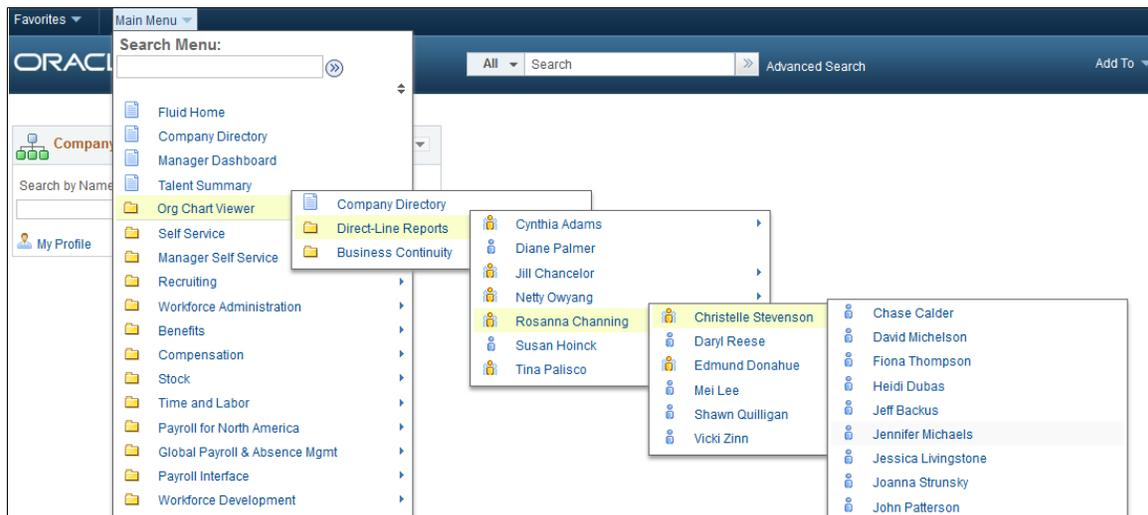 Favorites
Main Menu
Search Menu:
ORACL
All
Search
Advanced Search
Add To
Fluid Home
Company Directory
Manager Dashboard
Talent Summary
Org Chart Viewer
Self Service
Manager Self Service
Recruiting
Workforce Administration
Benefits
Compensation
Stock
Time and Labor
Payroll for North America
Global Payroll & Absence Mgmt
Payroll Interface
Workforce Development
Company
Search by Name
My Profile
Company Directory
Direct-Line Reports
Business Continuity
Cynthia Adams
Diane Palmer
Jill Chancelor
Netty Owyang
Rosanna Channing
Susan Hoinck
Tina Palisco
Christelle Stevenson
Daryl Reese
Edmund Donahue
Mei Lee
Shawn Quilligan
Vicki Zinn
Chase Calder
David Michelson
Fiona Thompson
Heidi Dubas
Jeff Backus
Jennifer Michaels
Jessica Livingstone
Joanna Strunsky
John Patterson